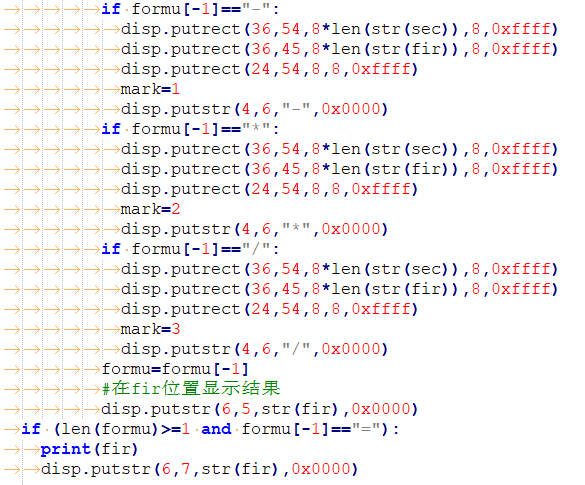 if formu[-1]=="-":
disp.putrect(36,54,8*len(str(sec)),8,0xffff)
disp.putrect(36,45,8*len(str(fir)),8,0xffff)
disp.putrect(24,54,8,8,0xffff)
mark=1
disp.putstr(4,6,"-",0x0000)
if formu[-1]=="*":
disp.putrect(36,54,8*len(str(sec)),8,0xffff)
disp.putrect(36,45,8*len(str(fir)),8,0xffff)
disp.putrect(24,54,8,8,0xffff)
mark=2
disp.putstr(4,6,"*",0x0000)
if formu[-1]=="/":
disp.putrect(36,54,8*len(str(sec)),8,0xffff)
disp.putrect(36,45,8*len(str(fir)),8,0xffff)
disp.putrect(24,54,8,8,0xffff)
mark=3
disp.putstr(4,6,"/",0x0000)
formu=formu[-1]
#在fir位置显示结果
disp.putstr(6,5,str(fir),0x0000)
if (len(formu)>=1 and formu[-1]=="="):
print(fir)
disp.putstr(6,7,str(fir),0x0000)